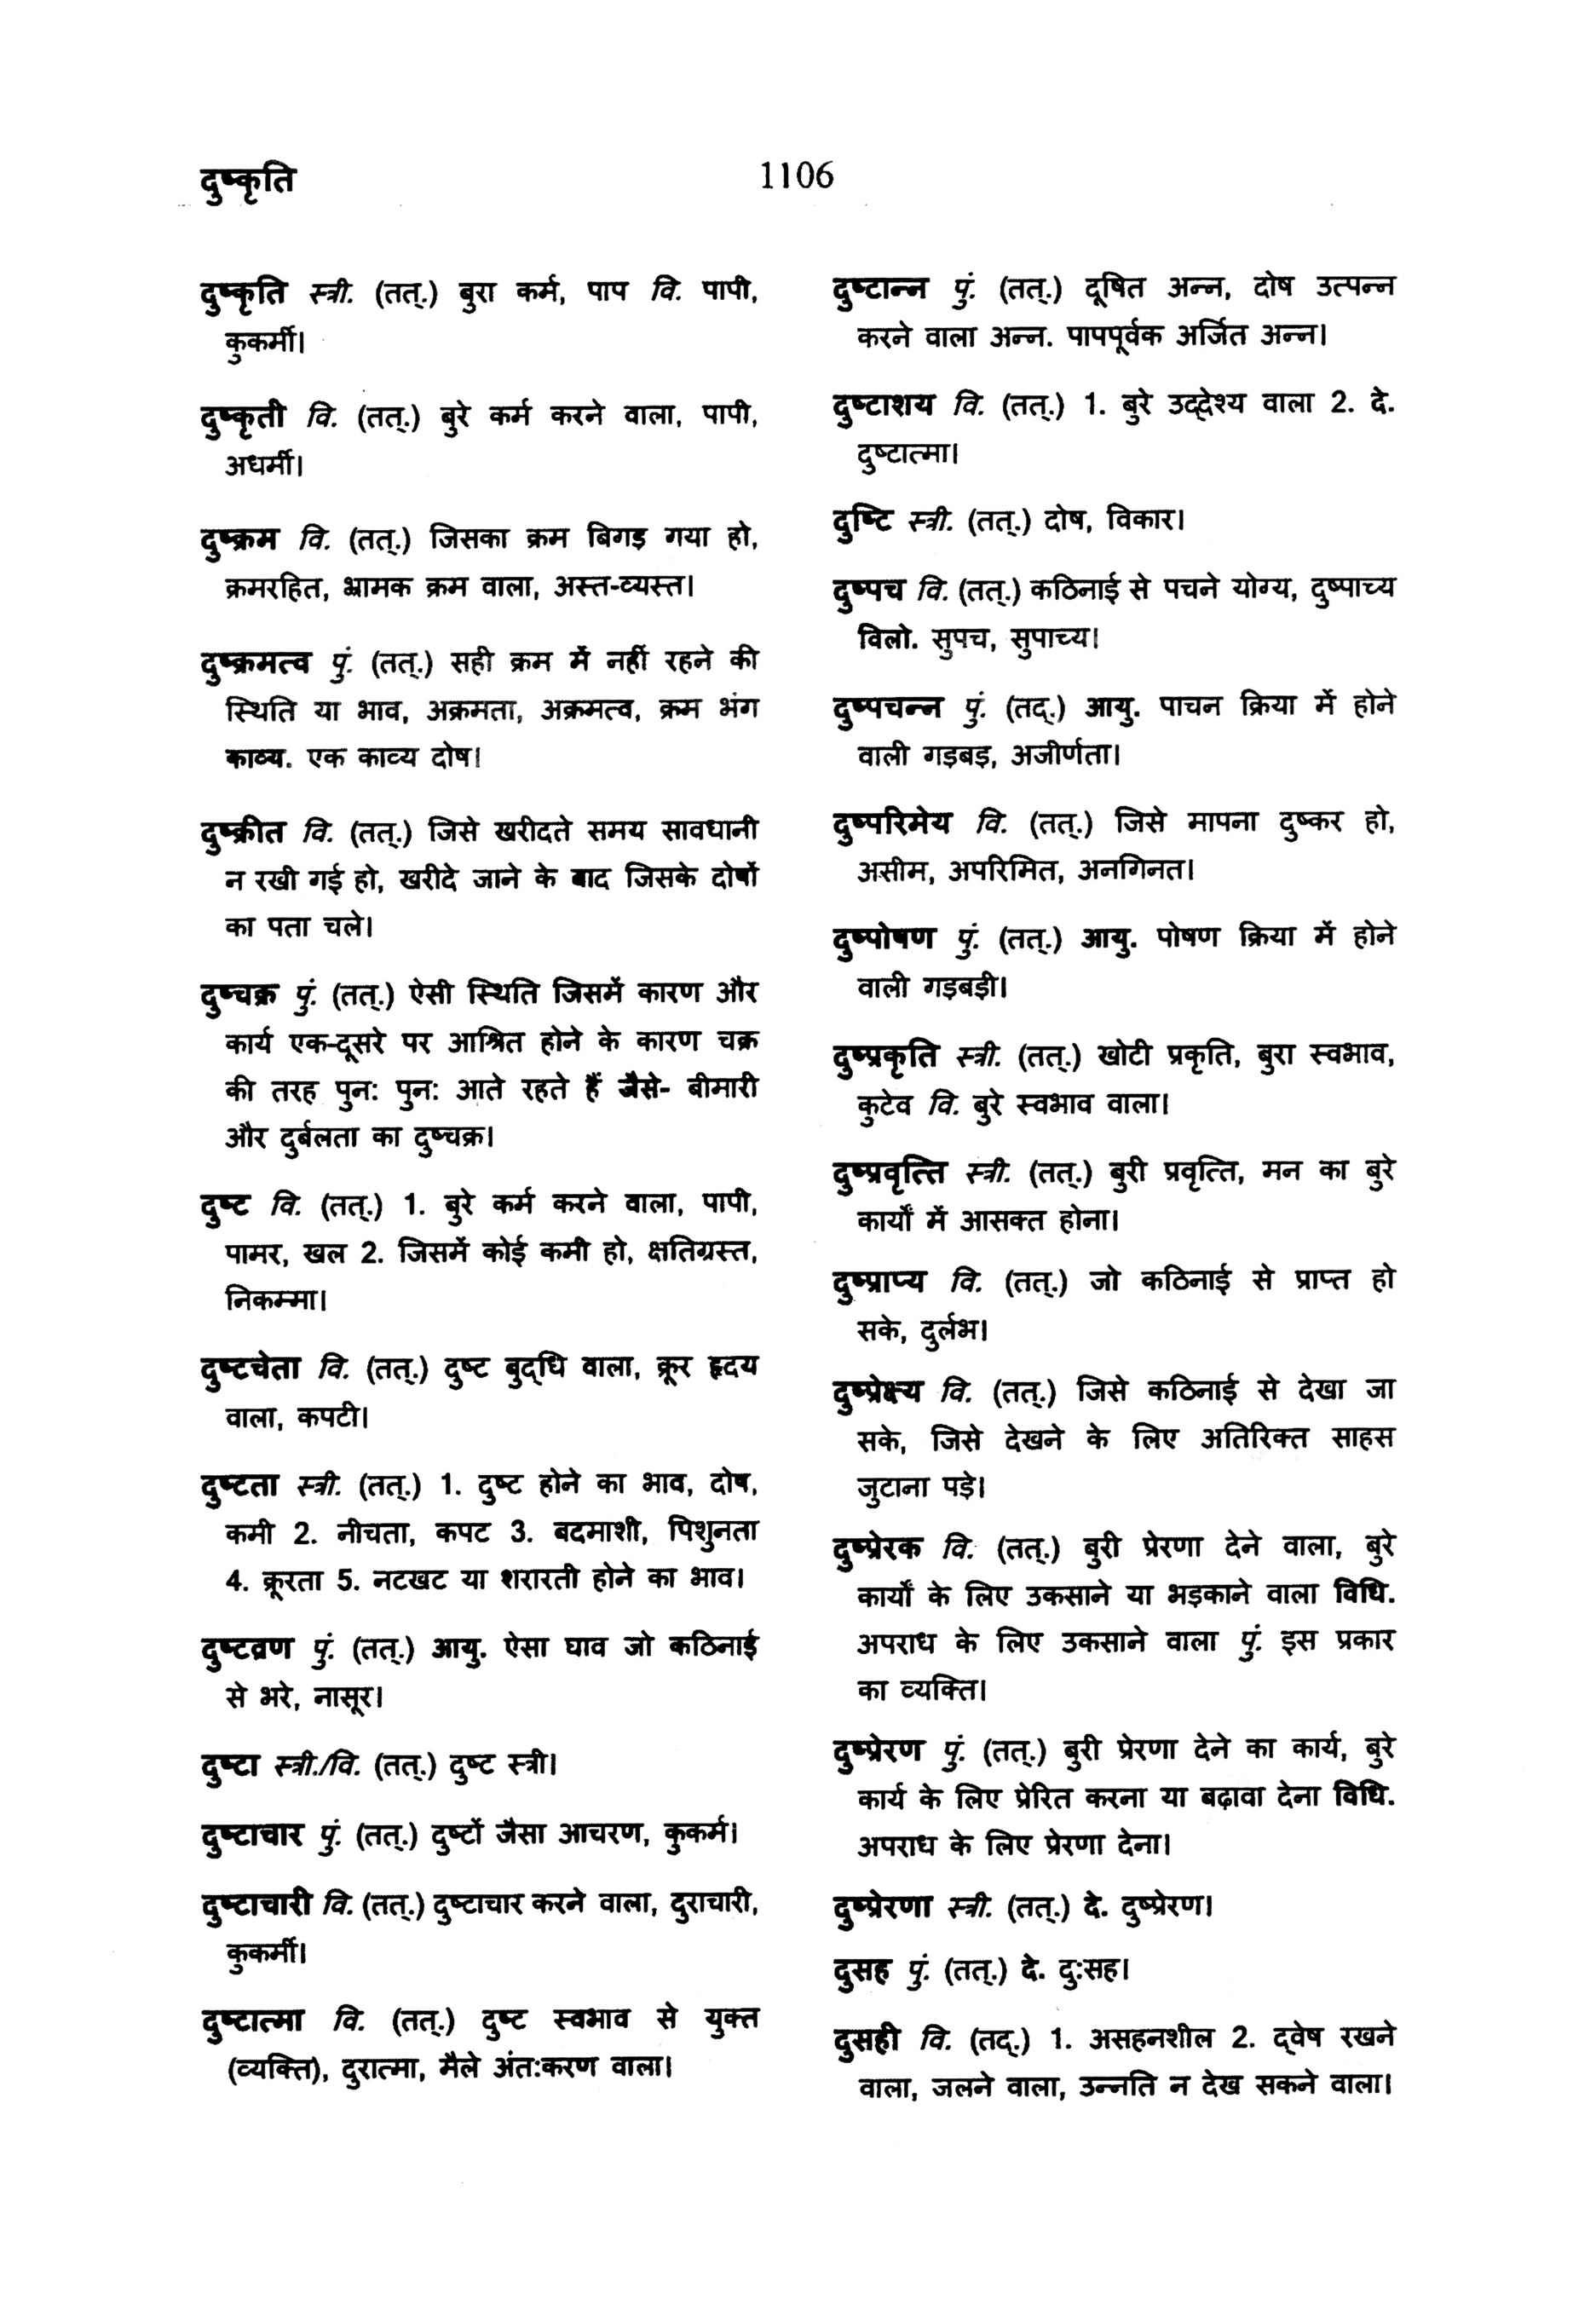 दुष्कृति
1106
दुष्कृति स्त्री. (तत्.) बुरा कर्म, पाप वि. पापी,
कुकर्मी।
दुष्कृती वि. (तत्.) बुरे कर्म करने वाला, पापी,
अधर्मी।
दुष्क्रम वि. (तत्.) जिसका क्रम बिगड़ गया हो,
क्रमरहित, भ्रामक क्रम वाला, अस्त-व्यस्त।
दुष्क्रमत्व पुं. (तत्.) सही क्रम में नहीं रहने की
स्थिति या भाव, अक्रमता, अक्रमत्व, क्रम भंग
काव्य. एक काव्य दोष।
दुष्क्रीत वि. (तत्.) जिसे खरीदते समय सावधानी
न रखी गई हो, खरीदे जाने के बाद जिसके दोषों
का पता चले।
दुष्चक्र पुं. (तत्.) ऐसी स्थिति जिसमें कारण और
कार्य एक-दूसरे पर आश्रित होने के कारण चक्र
की तरह पुन: पुन: आते रहते हैं जैसे- बीमारी
और दुर्बलता का दुष्चक्र।
दुष्ट वि. (तत्.) 1. बुरे कर्म करने वाला, पापी,
पामर, खल 2. जिसमें कोई कमी हो, क्षतिग्रस्त,
निकम्मा।
दुष्टचेता वि. (तत्.) दुष्ट बुद्‌धि वाला, क्रूर हृदय
वाला, कपटी।
दुष्टता स्त्री. (तत्.) 1. दुष्ट होने का भाव, दोष,
कमी 2. नीचता, कपट 3. बदमाशी, पिशुनता
4. क्रूरता 5. नटखट या शरारती होने का भाव।
दुष्टव्रण पुं. (तत्.) आयु. ऐसा घाव जो कठिनाई
से भरे, नासूर।
दुष्टा स्त्री./वि. (तत्.) दुष्ट स्त्री।
दुष्टाचार पुं. (तत्.) दुष्टों जैसा आचरण, कुकर्म।
दुष्टाचारी वि. (तत्.) दुष्टाचार करने वाला, दुराचारी,
कुकर्मी।
दुष्टात्मा वि. (तत्.) दुष्ट स्वभाव से युक्त
(व्यक्ति), दुरात्मा, मैले अंत:करण वाला।
दुष्टान्न पुं. (तत्.) दूषित अन्न, दोष उत्पन्न
करने वाला अन्न. पापपूर्वक अर्जित अन्न।
दुष्टाशय वि. (तत्.) 1. बुरे उद्‌देश्य वाला 2. दे.
दुष्टात्मा।
दुष्टि स्त्री. (तत्.) दोष, विकार।
दुष्पच वि. (तत्.) कठिनाई से पचने योग्य, दुष्पाच्य
विलो. सुपच, सुपाच्य।
दुष्पचन्न पुं. (तद्.) आयु. पाचन क्रिया में होने
वाली गड़बड़, अजीर्णता।
दुष्परिमेय वि. (तत्.) जिसे मापना दुष्कर हो,
असीम, अपरिमित, अनगिनत।
दुष्पोषण पुं. (तत्.) आयु. पोषण क्रिया में होने
वाली गड़बड़ी।
दुष्प्रकृति स्त्री. (तत्.) खोटी प्रकृति, बुरा स्वभाव,
कुटेव वि. बुरे स्वभाव वाला।
दुष्प्रवृत्ति स्त्री. (तत्.) बुरी प्रवृत्ति, मन का बुरे
कार्यों में आसक्त होना।
दुष्प्राप्य वि. (तत्.) जो कठिनाई से प्राप्त हो
सके, दुर्लभ।
दुष्प्रेक्ष्य वि. (तत्.) जिसे कठिनाई से देखा जा
सके, जिसे देखने के लिए अतिरिक्त साहस
जुटाना पड़े।
दुष्प्रेरक वि. (तत्.) बुरी प्रेरणा देने वाला, बुरे
कार्यों के लिए उकसाने या भड़काने वाला विधि.
अपराध के लिए उकसाने वाला पुं. इस प्रकार
का व्यक्ति।
दुष्प्रेरण पुं. (तत्.) बुरी प्रेरणा देने का कार्य, बुरे
कार्य के लिए प्रेरित करना या बढ़ावा देना विधि.
अपराध के लिए प्रेरणा देना।
दुष्प्रेरणा स्त्री. (तत्.) दे. दुष्प्रेरण।
दुसह पुं. (तत्.) दे. दु:सह।
दुसही वि. (तद्.) 1. असहनशील 2. द्‌वेष रखने
वाला, जलने वाला, उन्नति न देख सकने वाला।